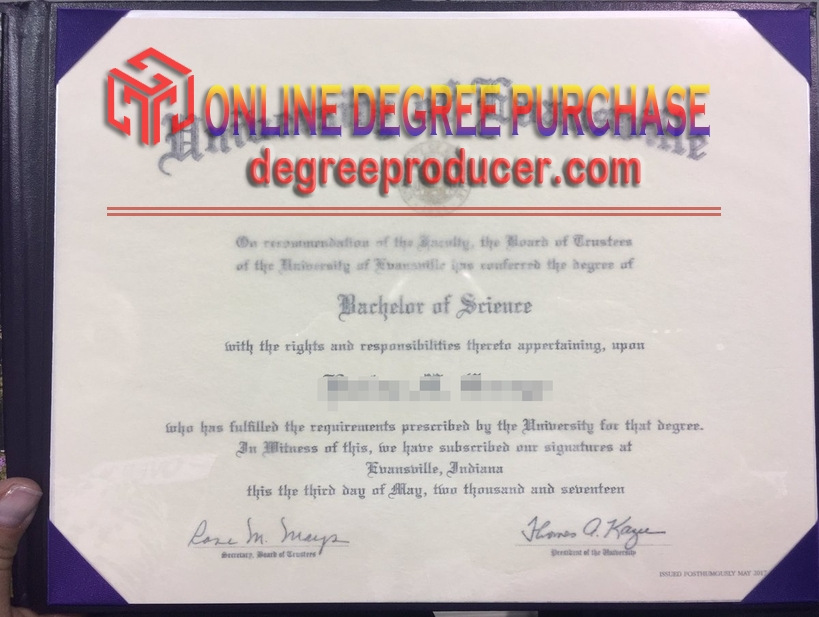 ONLINE DEGREE PURCHASE
degreeproducer.com
On recommendation of the Faculty, the Board of Trustees
of the University of Evansville has conferred the degree of
Bachelor of Science
with the rights and responsibilities thereto appertaining, upon
who has fulfilled the requirements prescribed by the University for that degree.
In Witness of this, we have subscribed our signatures at
Evansville, Indiana
this the third day of May, two thousand and seventeen
Rose M. Mays
Thomas A. Kazee
Secretary, Board of Trustees
President of the University
ISSUED POSTHUMOUSLY MAY 2017